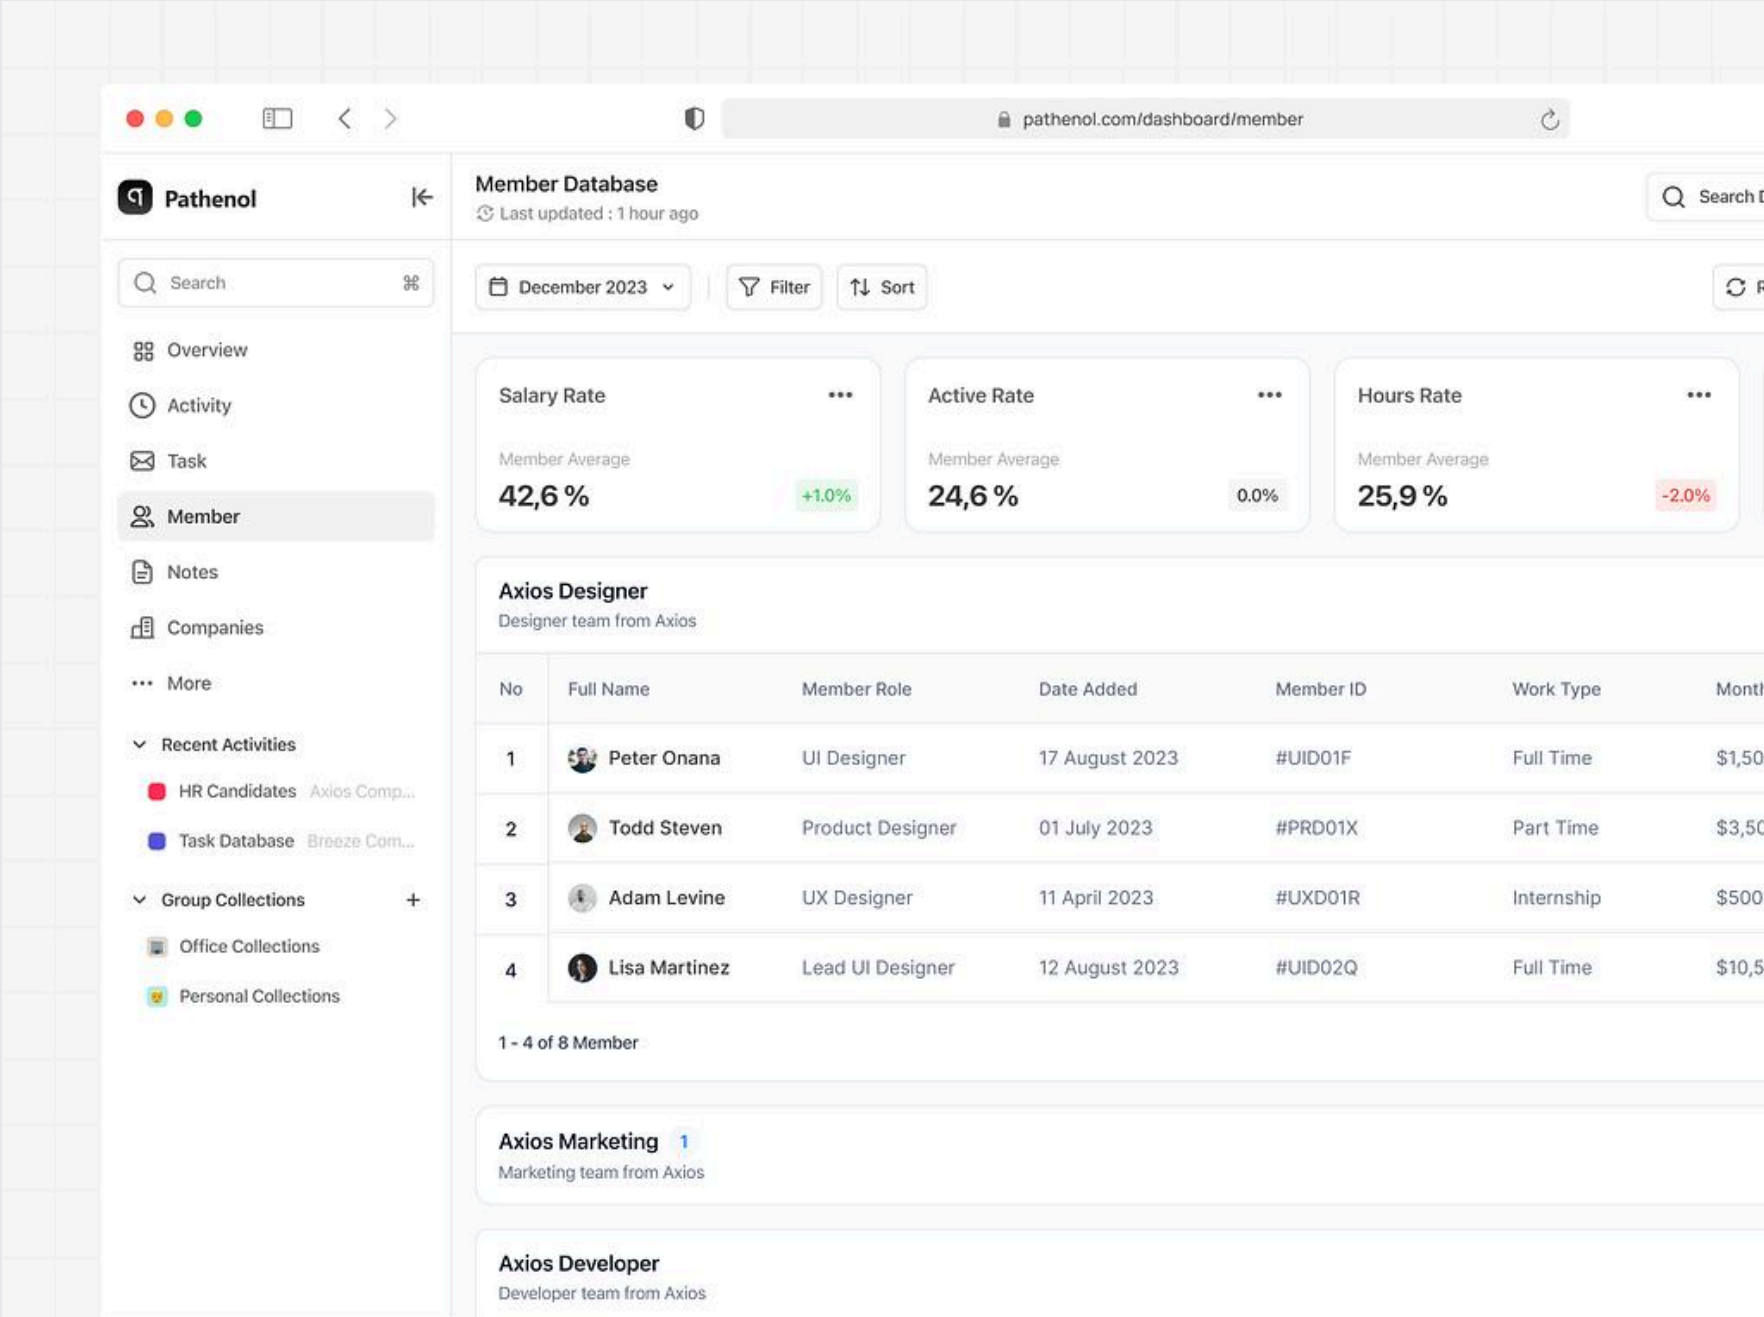 pathenol.com/dashboard/member
Pathenol
Search ⌘
Overview
Activity
Task
Member
Notes
Companies
More
Recent Activities
HR Candidates Axios Comp...
Task Database Breeze Com...
Group Collections
Office Collections
Personal Collections
Member Database
Last updated : 1 hour ago
Search
December 2023 Filter Sort
Salary Rate
Member Average
42,6 % +1.0%
Active Rate
Member Average
24,6 % 0.0%
Hours Rate
Member Average
25,9 % -2.0%
Axios Designer
Designer team from Axios
No Full Name Member Role Date Added Member ID Work Type Month
1 Peter Onana UI Designer 17 August 2023 #UID01F Full Time $1,50
2 Todd Steven Product Designer 01 July 2023 #PRD01X Part Time $3,50
3 Adam Levine UX Designer 11 April 2023 #UXD01R Internship $500
4 Lisa Martinez Lead UI Designer 12 August 2023 #UID02Q Full Time $10,5
1 - 4 of 8 Member
Axios Marketing 1
Marketing team from Axios
Axios Developer
Developer team from Axios